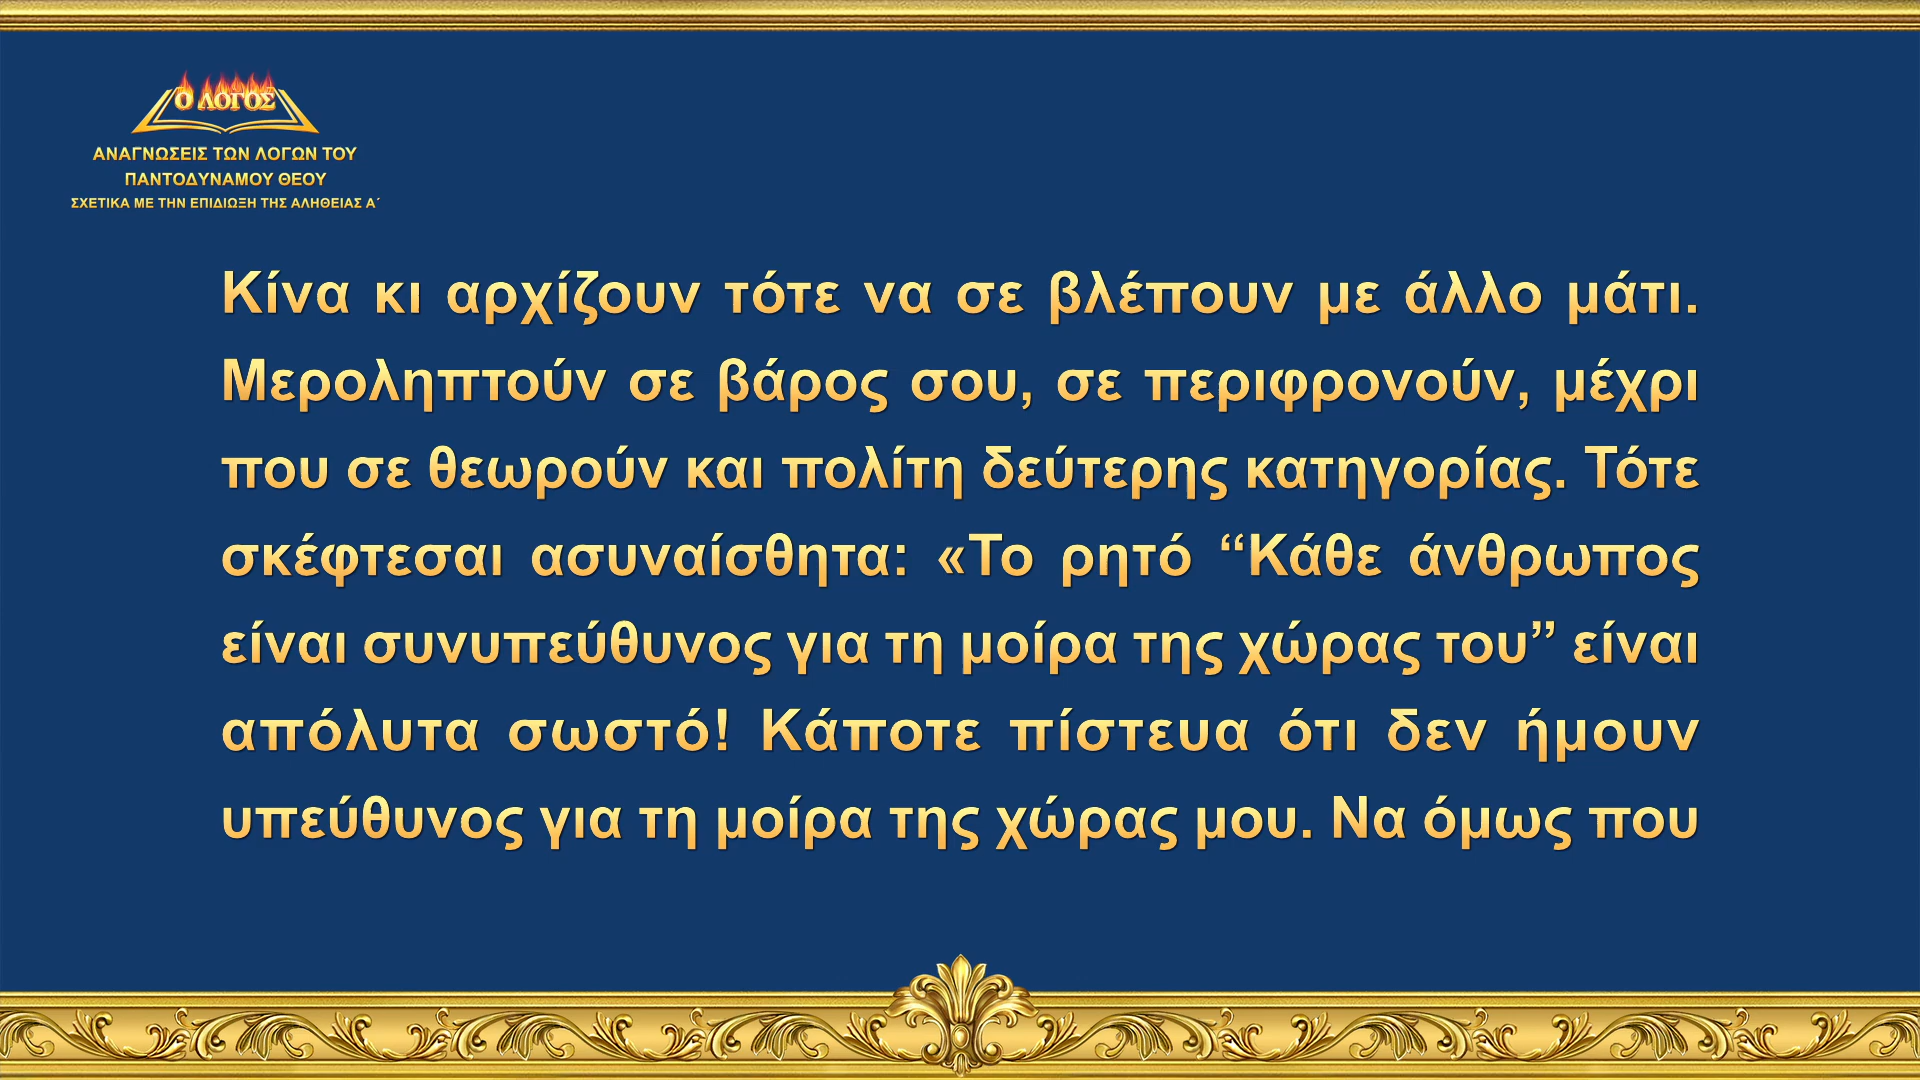 Ο ΛΟΓΟΣ
ΑΝΑΓΝΩΣΕΙΣ ΤΩΝ ΛΟΓΩΝ ΤΟΥ
ΠΑΝΤΟΔΥΝΑΜΟΥ ΘΕΟΥ
ΣΧΕΤΙΚΑ ΜΕ ΤΗΝ ΕΠΙΔΙΩΞΗ ΤΗΣ ΑΛΗΘΕΙΑΣ Α΄
Κίνα κι αρχίζουν τότε να σε βλέπουν με άλλο μάτι.
Μεροληπτούν σε βάρος σου, σε περιφρονούν, μέχρι
που σε θεωρούν και πολίτη δεύτερης κατηγορίας. Τότε
σκέφτεσαι ασυναίσθητα: «Το ρητό “Κάθε άνθρωπος
είναι συνυπεύθυνος για τη μοίρα της χώρας του” είναι
απόλυτα σωστό! Κάποτε πίστευα ότι δεν ήμουν
υπεύθυνος για τη μοίρα της χώρας μου. Να όμως που